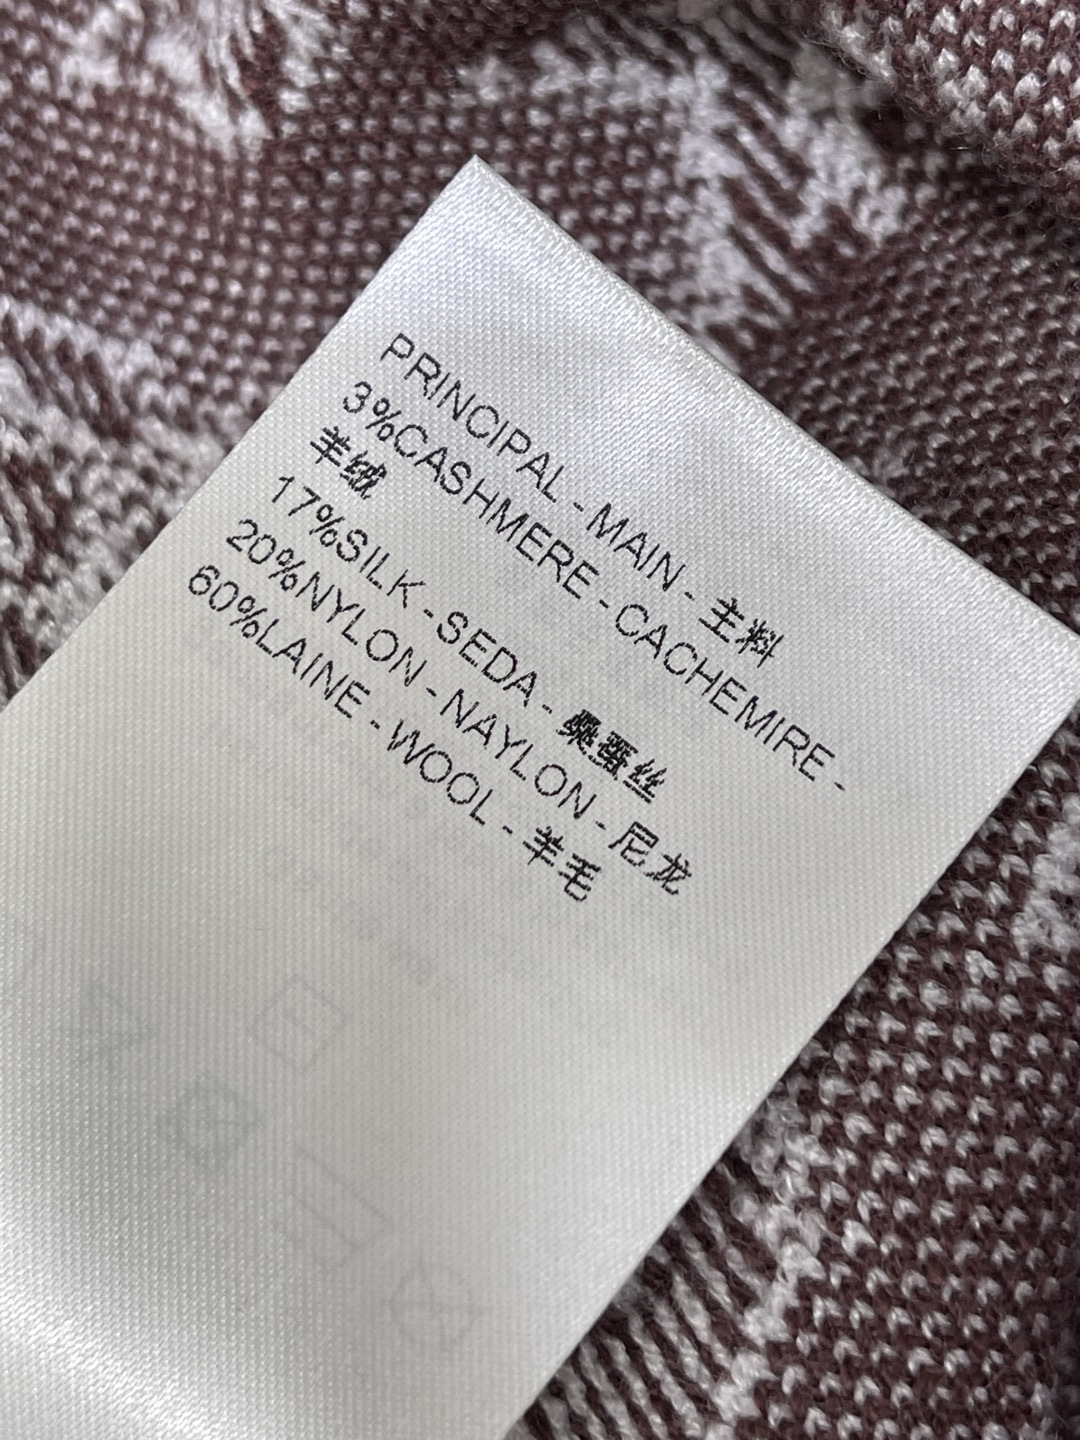 PRINCIPAL - MAIN - 主料
3%CASHMERE - CACHEMIRE -
羊绒
17%SILK - SEDA - 桑蚕丝
20%NYLON - NAYLON - 尼龙
60%LAINE - WOOL - 羊毛